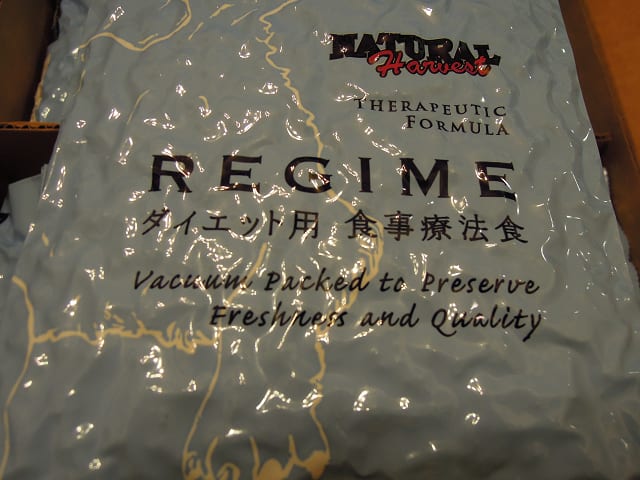 NATURAL
Harvest
THERAPEUTIC
FORMULA
REGIME
ダイエット用 食事療法食
Vacuum Packed to Preserve
Freshness and Quality